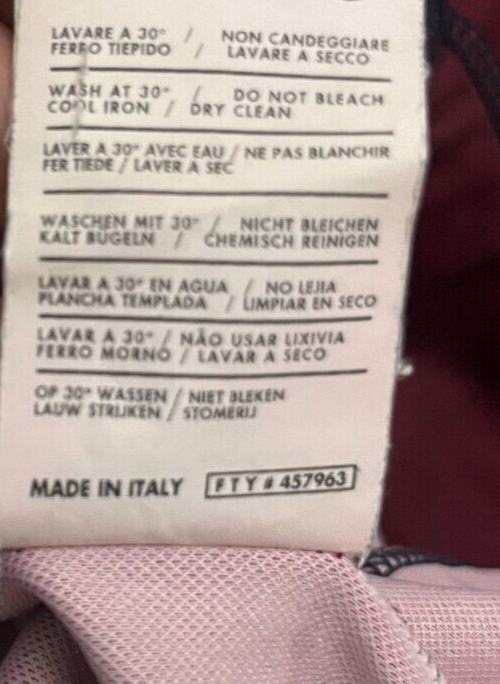 LAVARE A 30° / NON CANDEGGIARE
FERRO TIEPIDO / LAVARE A SECCO
WASH AT 30° / DO NOT BLEACH
COOL IRON / DRY CLEAN
LAVER A 30° AVEC EAU / NE PAS BLANCHIR
FER TIEDE / LAVER A SEC
WASCHEN MIT 30° / NICHT BLEICHEN
KALT BUGELN / CHEMISCH REINIGEN
LAVAR A 30° EN AGUA / NO LEJIA
PLANCHA TEMPLADA / LIMPIAR EN SECO
LAVAR A 30° / NÃO USAR LIXIVIA
FERRO MORNO / LAVAR A SECO
OP 30° WASSEN / NIET BLEKEN
LAUW STRIJKEN / STOMERIJ
MADE IN ITALY FTY # 457963